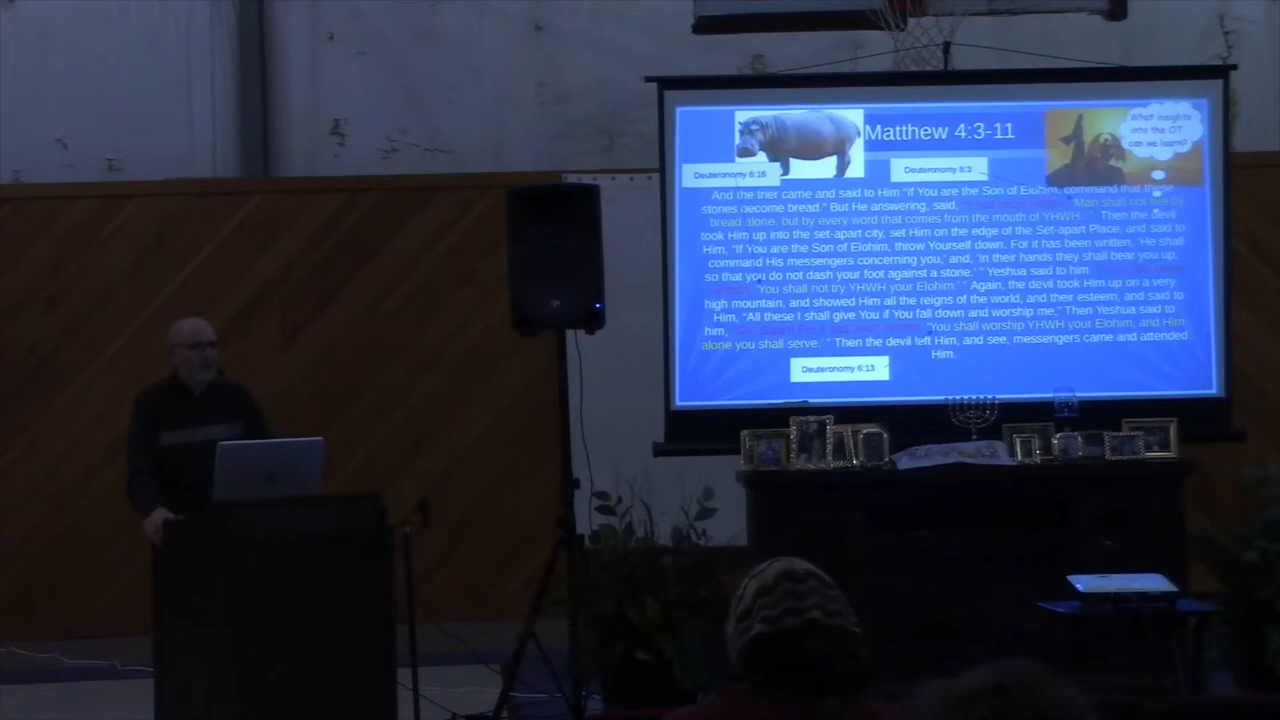 Matthew 4:3-11
What insights
into the OT
can we learn?
Deuteronomy 6:16
Deuteronomy 8:3
And the trier came and said to Him “If You are the Son of Elohim, command that these
stones become bread.” But He answering, said, Man shall not live by
bread alone, but by every word that comes from the mouth of YHWH. ’ Then the devil
took Him up into the set-apart city, set Him on the edge of the Set-apart Place, and said to
Him, “If You are the Son of Elohim, throw Yourself down. For it has been written, ‘He shall
command His messengers concerning you,’ and, ‘in their hands they shall bear you up,
so that you do not dash your foot against a stone.’ ” Yeshua said to him
‘You shall not try YHWH your Elohim.’ ” Again, the devil took Him up on a very
high mountain, and showed Him all the reigns of the world, and their esteem, and said to
Him, “All these I shall give You if You fall down and worship me,” Then Yeshua said to
him, For it has been written, ‘You shall worship YHWH your Elohim, and Him
alone you shall serve.’ ” Then the devil left Him, and see, messengers came and attended
Him.
Deuteronomy 6:13